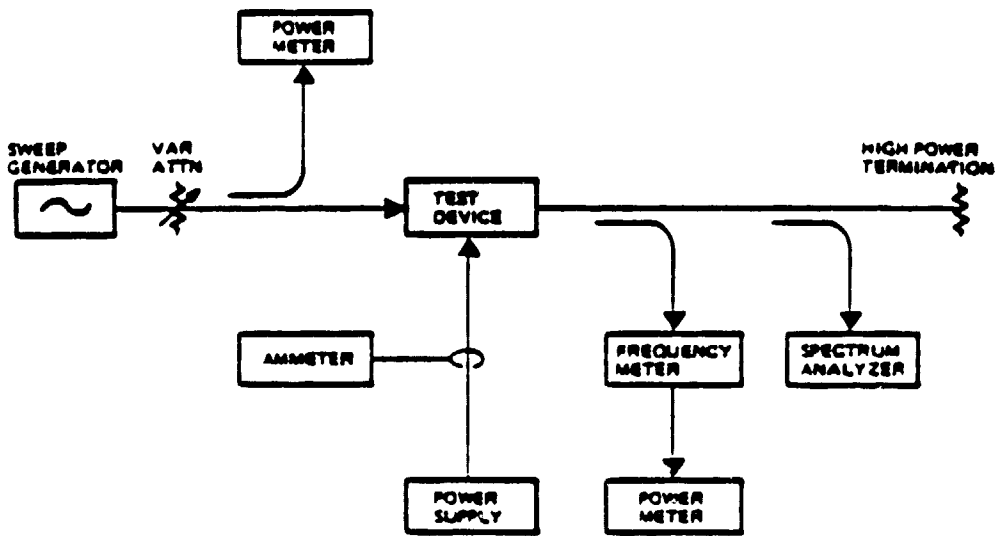 POWER
METER
SWEEP
GENERATOR
VAR
ATTN
HIGH POWER
TERMINATION
TEST
DEVICE
AMMETER
FREQUENCY
METER
SPECTRUM
ANALYZER
POWER
SUPPLY
POWER
METER